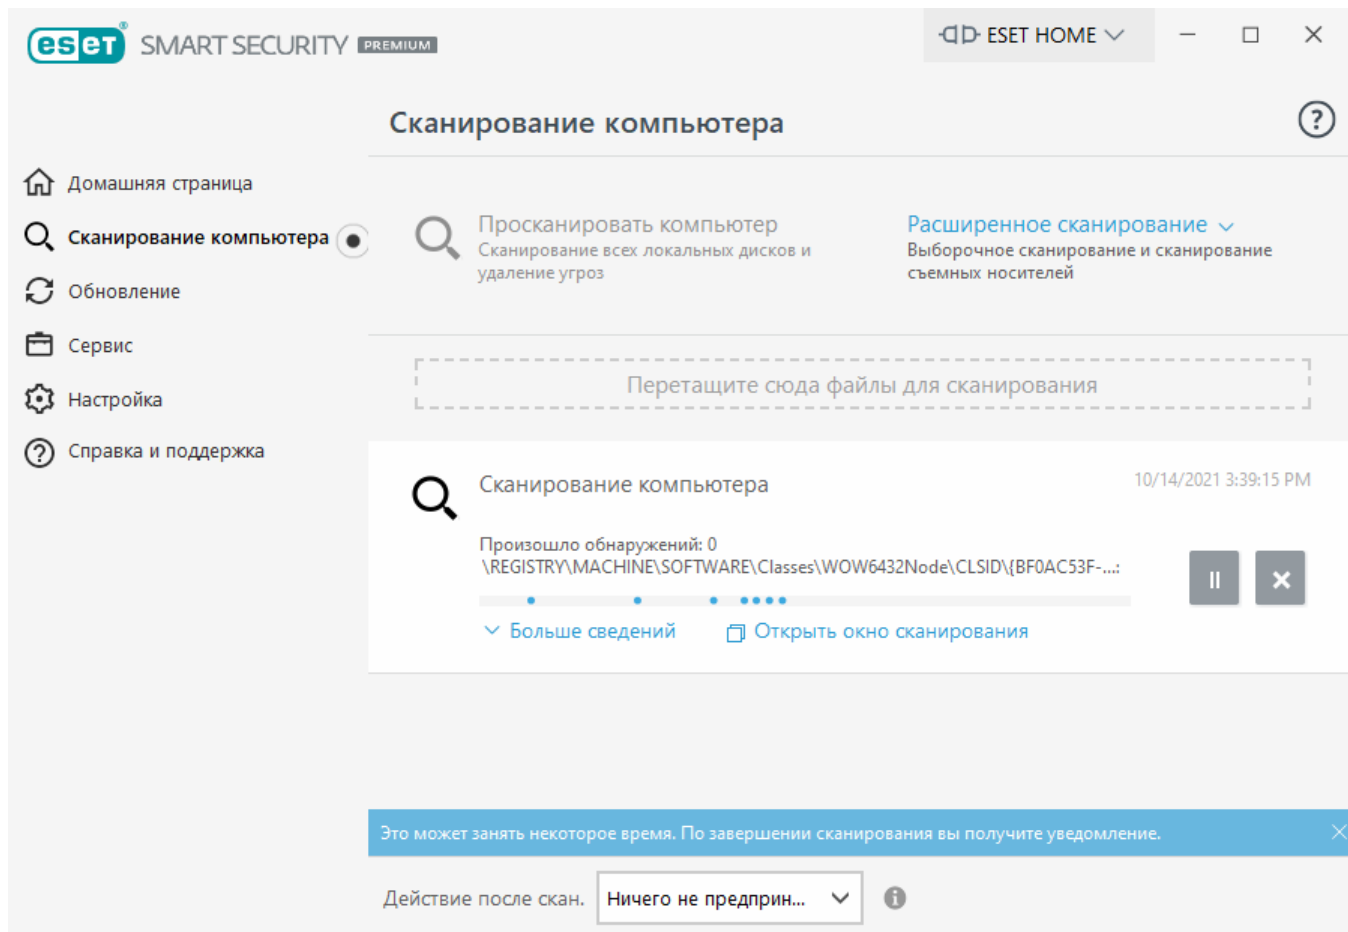 eset® SMART SECURITY PREMIUM
ESET HOME
Сканирование компьютера
Домашняя страница
Сканирование компьютера
Обновление
Сервис
Настройка
Справка и поддержка
Просканировать компьютер
Сканирование всех локальных дисков и
удаление угроз
Расширенное сканирование
Выборочное сканирование и сканирование
съемных носителей
Перетащите сюда файлы для сканирования
Сканирование компьютера
10/14/2021 3:39:15 PM
Произошло обнаружений: 0
\REGISTRY\MACHINE\SOFTWARE\Classes\WOW6432Node\CLSID\{BF0AC53F-...:
Больше сведений
Открыть окно сканирования
Это может занять некоторое время. По завершении сканирования вы получите уведомление.
Действие после скан.
Ничего не предприн...